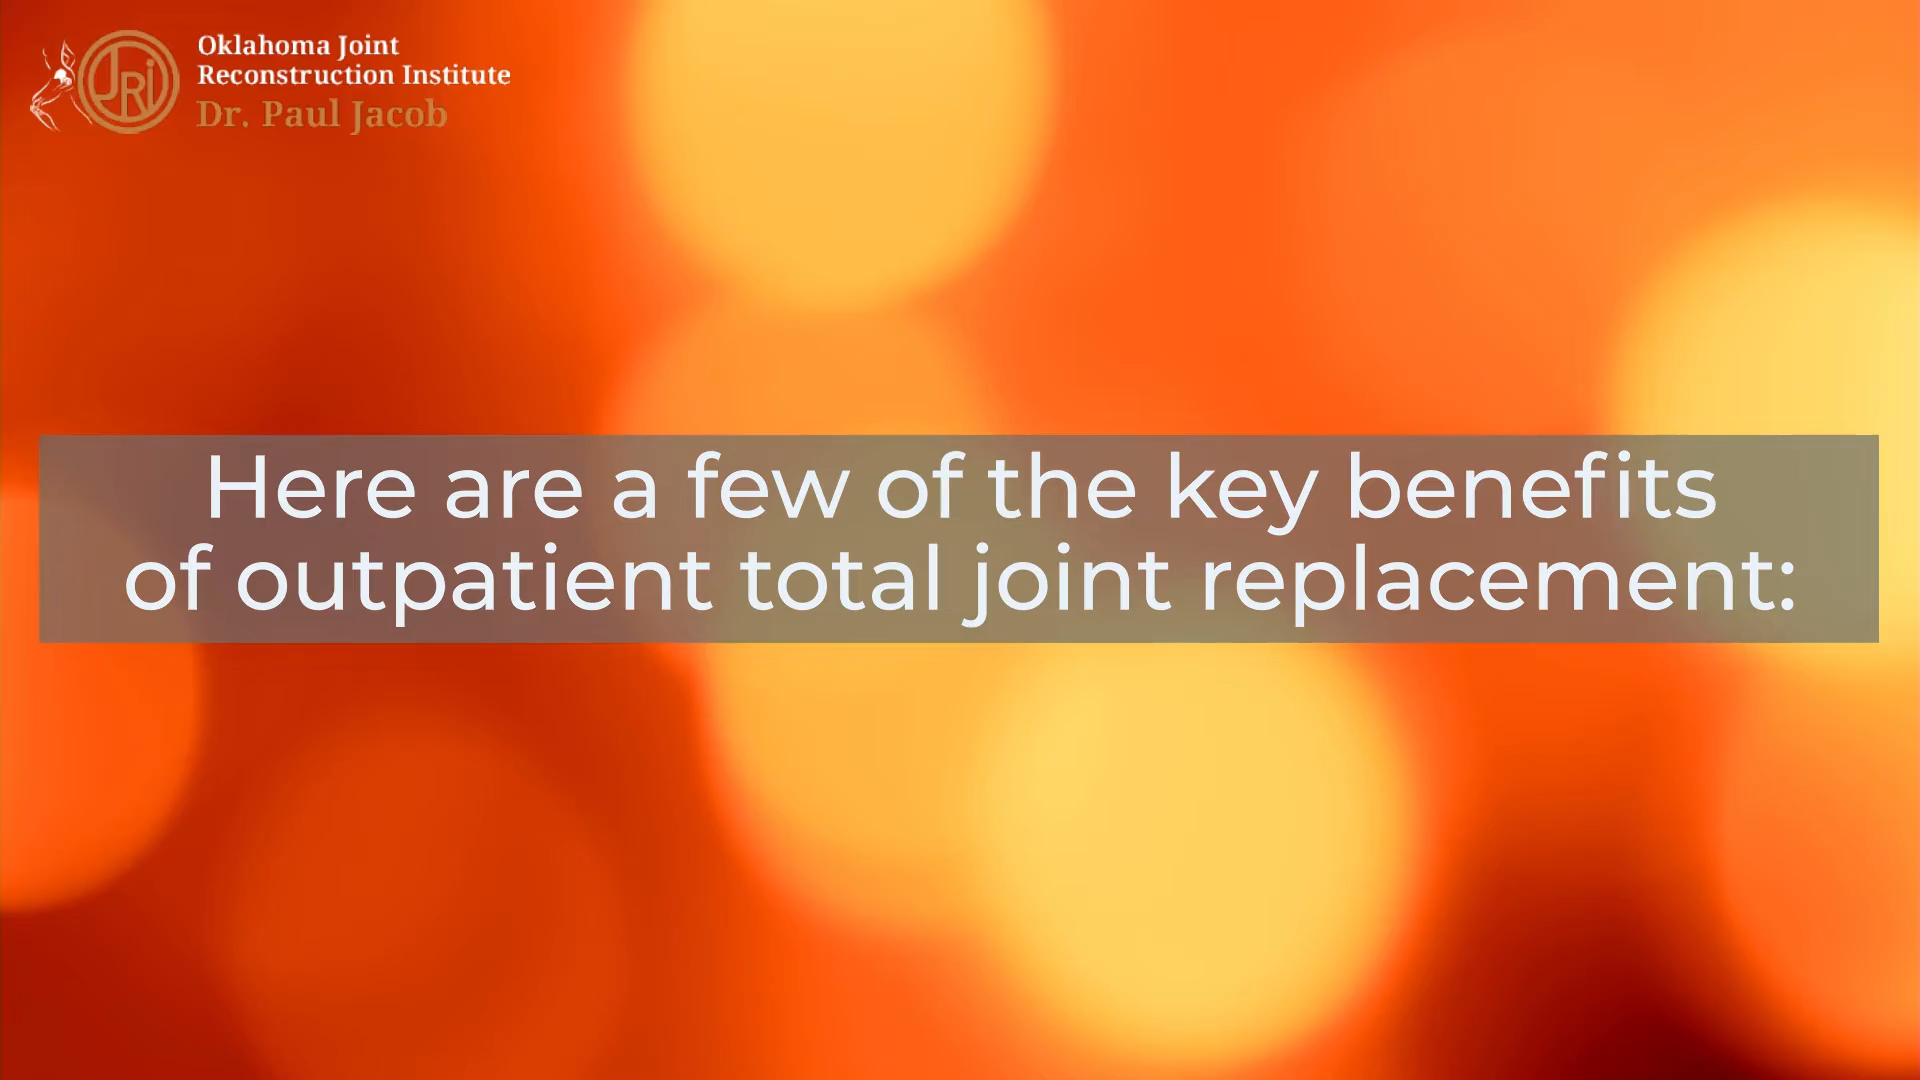 JRI
Oklahoma Joint
Reconstruction Institute
Dr. Paul Jacob
Here are a few of the key benefits
of outpatient total joint replacement: